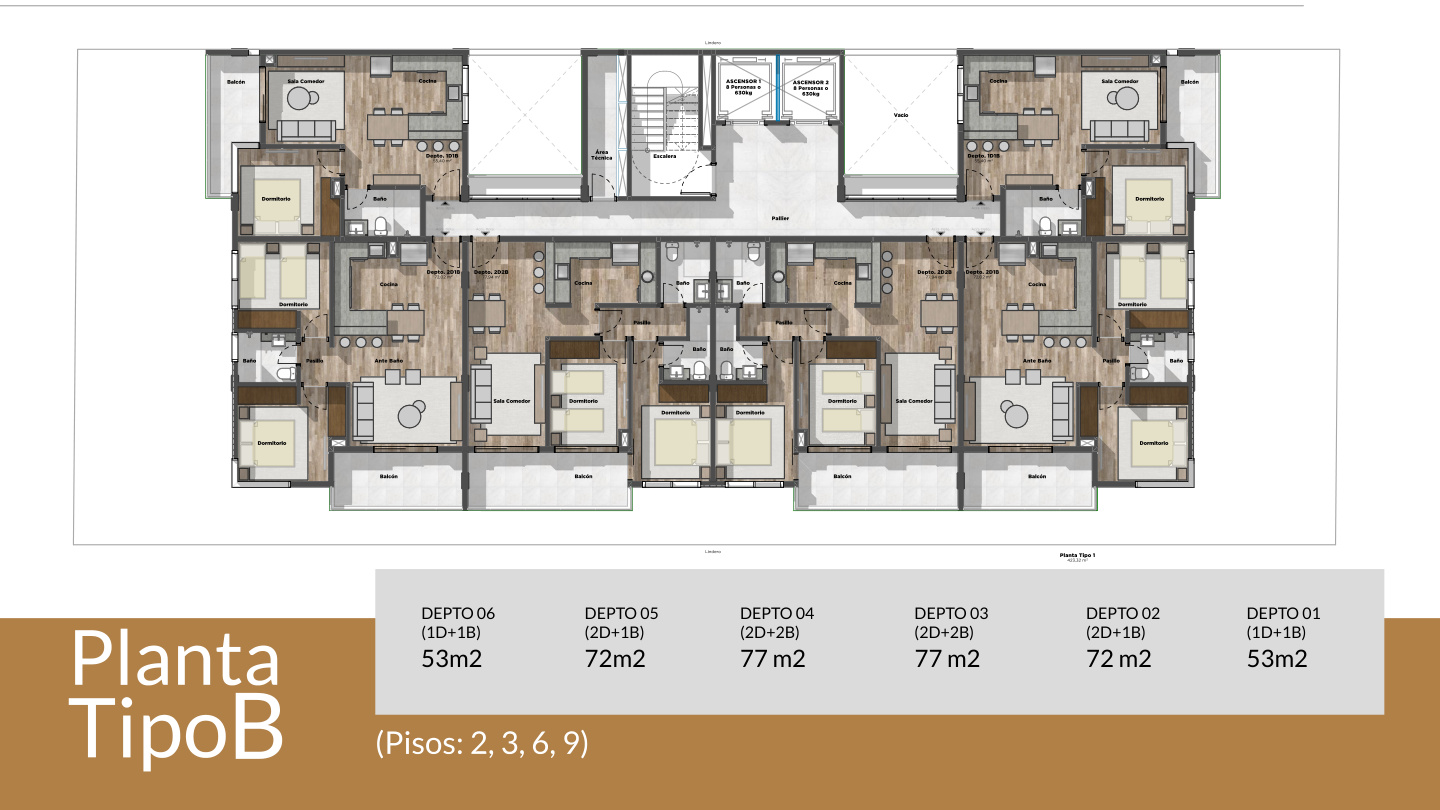 Lindero
Balcón
Sala Comedor
Cocina
Depto. 1D1B
Área
Técnica
Escalera
ASCENSOR 1
8 Personas o
630kg
ASCENSOR 2
8 Personas o
630kg
Vacio
Cocina
Sala Comedor
Balcón
Depto. 1D1B
Dormitorio
Baño
Pallier
Baño
Dormitorio
Depto. 2D1B
Depto. 2D2B
Depto. 2D2B
Depto. 2D1B
Dormitorio
Cocina
Cocina
Baño
Baño
Cocina
Cocina
Dormitorio
Pasillo
Pasillo
Baño
Pasillo
Ante Baño
Baño
Baño
Ante Baño
Pasillo
Baño
Sala Comedor
Dormitorio
Dormitorio
Dormitorio
Dormitorio
Sala Comedor
Dormitorio
Dormitorio
Balcón
Balcón
Balcón
Balcón
Lindero
Planta Tipo 1
DEPTO 06
(1D+1B)
53m2
DEPTO 05
(2D+1B)
72m2
DEPTO 04
(2D+2B)
77 m2
DEPTO 03
(2D+2B)
77 m2
DEPTO 02
(2D+1B)
72 m2
DEPTO 01
(1D+1B)
53m2
Planta
TipoB
(Pisos: 2, 3, 6, 9)